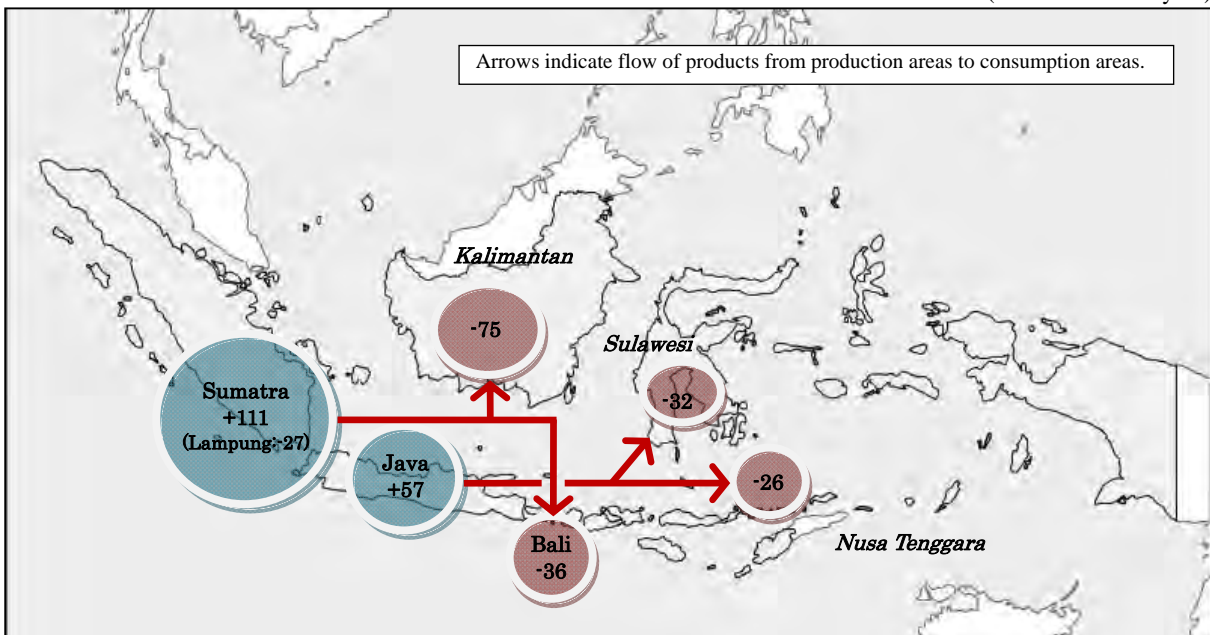 Arrows indicate flow of products from production areas to consumption areas.
Kalimantan
-75
Sulawesi
-32
Sumatra
+111
(Lampung:-27)
Java
+57
-26
Nusa Tenggara
Bali
-36